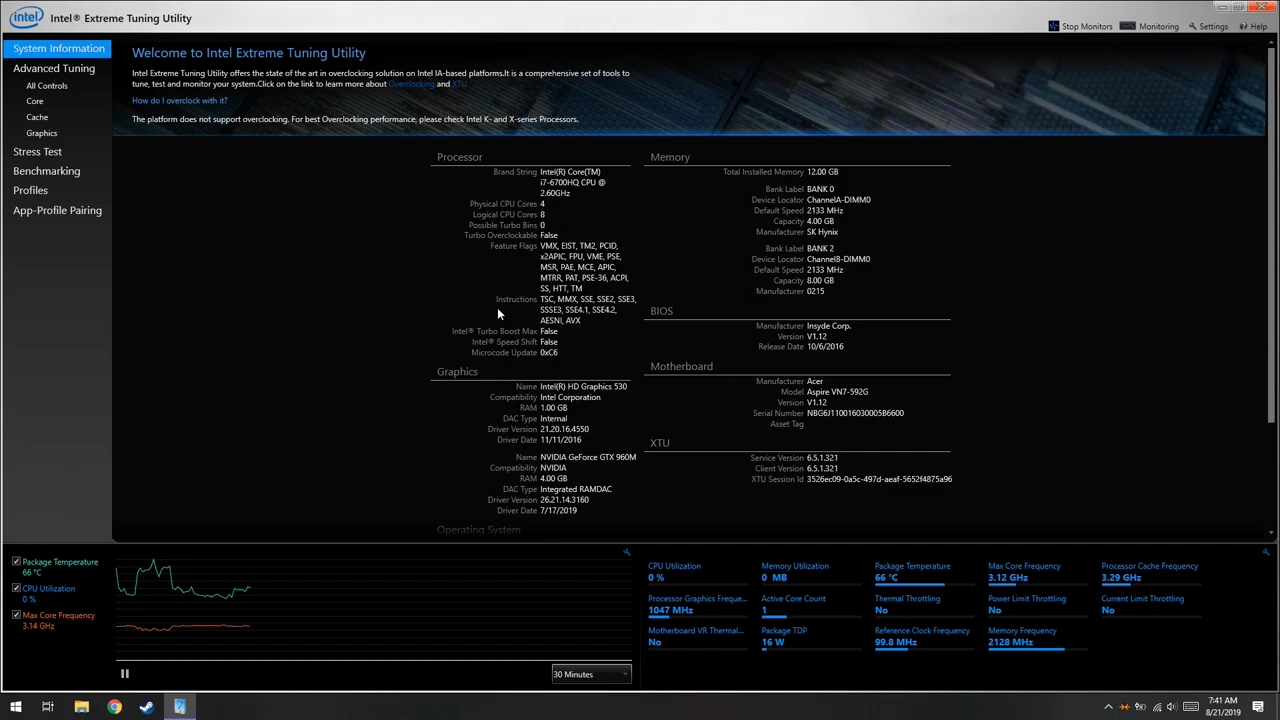 intel Intel® Extreme Tuning Utility
Stop Monitors Monitoring Settings Help
System Information
Advanced Tuning
All Controls
Core
Cache
Graphics
Stress Test
Benchmarking
Profiles
App-Profile Pairing
Welcome to Intel Extreme Tuning Utility
Intel Extreme Tuning Utility offers the state of the art in overclocking solution on Intel IA-based platforms.It is a comprehensive set of tools to
tune, test and monitor your system.Click on the link to learn more about Overclocking and XTU
How do I overclock with it?
The platform does not support overclocking. For best Overclocking performance, please check Intel K- and X-series Processors.
Processor
Brand String Intel(R) Core(TM)
i7-6700HQ CPU @
2.60GHz
Physical CPU Cores 4
Logical CPU Cores 8
Possible Turbo Bins 0
Turbo Overclockable False
Feature Flags VMX, EIST, TM2, PCID,
x2APIC, FPU, VME, PSE,
MSR, PAE, MCE, APIC,
MTRR, PAT, PSE-36, ACPI,
SS, HTT, TM
Instructions TSC, MMX, SSE, SSE2, SSE3,
SSSE3, SSE4.1, SSE4.2,
AESNI, AVX
Intel® Turbo Boost Max False
Intel® Speed Shift False
Microcode Update 0xC6
Graphics
Name Intel(R) HD Graphics 530
Compatibility Intel Corporation
RAM 1.00 GB
DAC Type Internal
Driver Version 21.20.16.4550
Driver Date 11/11/2016
Name NVIDIA GeForce GTX 960M
Compatibility NVIDIA
RAM 4.00 GB
DAC Type Integrated RAMDAC
Driver Version 26.21.14.3160
Driver Date 7/17/2019
Operating System
Memory
Total Installed Memory 12.00 GB
Bank Label BANK 0
Device Locator ChannelA-DIMM0
Default Speed 2133 MHz
Capacity 4.00 GB
Manufacturer SK Hynix
Bank Label BANK 2
Device Locator ChannelB-DIMM0
Default Speed 2133 MHz
Capacity 8.00 GB
Manufacturer 0215
BIOS
Manufacturer Insyde Corp.
Version V1.12
Release Date 10/6/2016
Motherboard
Manufacturer Acer
Model Aspire VN7-592G
Version V1.12
Serial Number NBG6J110016030005B6600
Asset Tag
XTU
Service Version 6.5.1.321
Client Version 6.5.1.321
XTU Session Id 3526ec09-0a5c-497d-aeaf-5652f4875a96
Package Temperature
66 °C
CPU Utilization
0 %
Max Core Frequency
3.14 GHz
30 Minutes
CPU Utilization Memory Utilization Package Temperature Max Core Frequency Processor Cache Frequency
0 % 0 MB 66 °C 3.12 GHz 3.29 GHz
Processor Graphics Freque... Active Core Count Thermal Throttling Power Limit Throttling Current Limit Throttling
1047 MHz 1 No No No
Motherboard VR Thermal... Package TDP Reference Clock Frequency Memory Frequency
No 16 W 99.8 MHz 2128 MHz
7:41 AM
8/21/2019